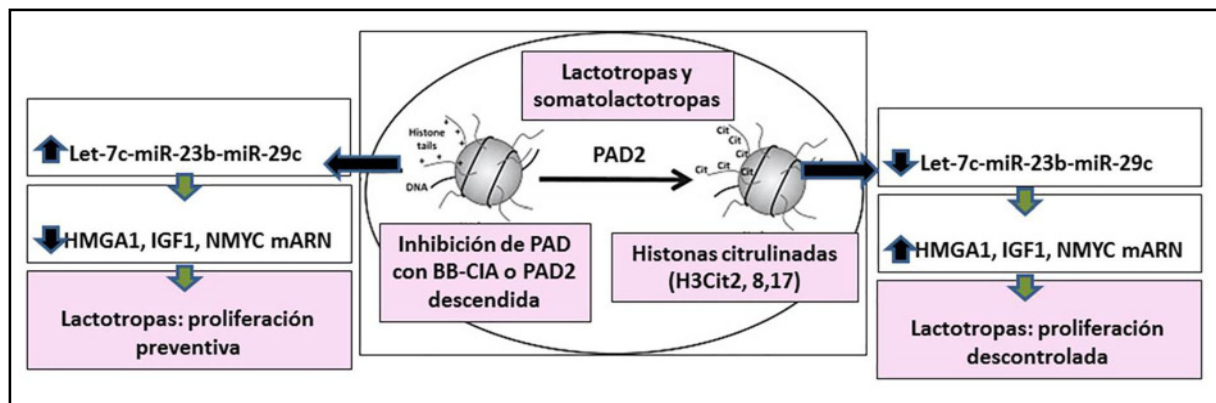 Let-7c-miR-23b-miR-29c
HMGA1, IGF1, NMYC mARN
Lactotropas: proliferación
preventiva
Lactotropas y
somatolactotropas
Histone
tails
DNA
PAD2
Cit
Cit
Cit
Cit
Cit
Cit
Inhibición de PAD
con BB-CIA o PAD2
descendida
Histonas citrulinadas
(H3Cit2, 8,17)
Let-7c-miR-23b-miR-29c
HMGA1, IGF1, NMYC mARN
Lactotropas: proliferación
descontrolada